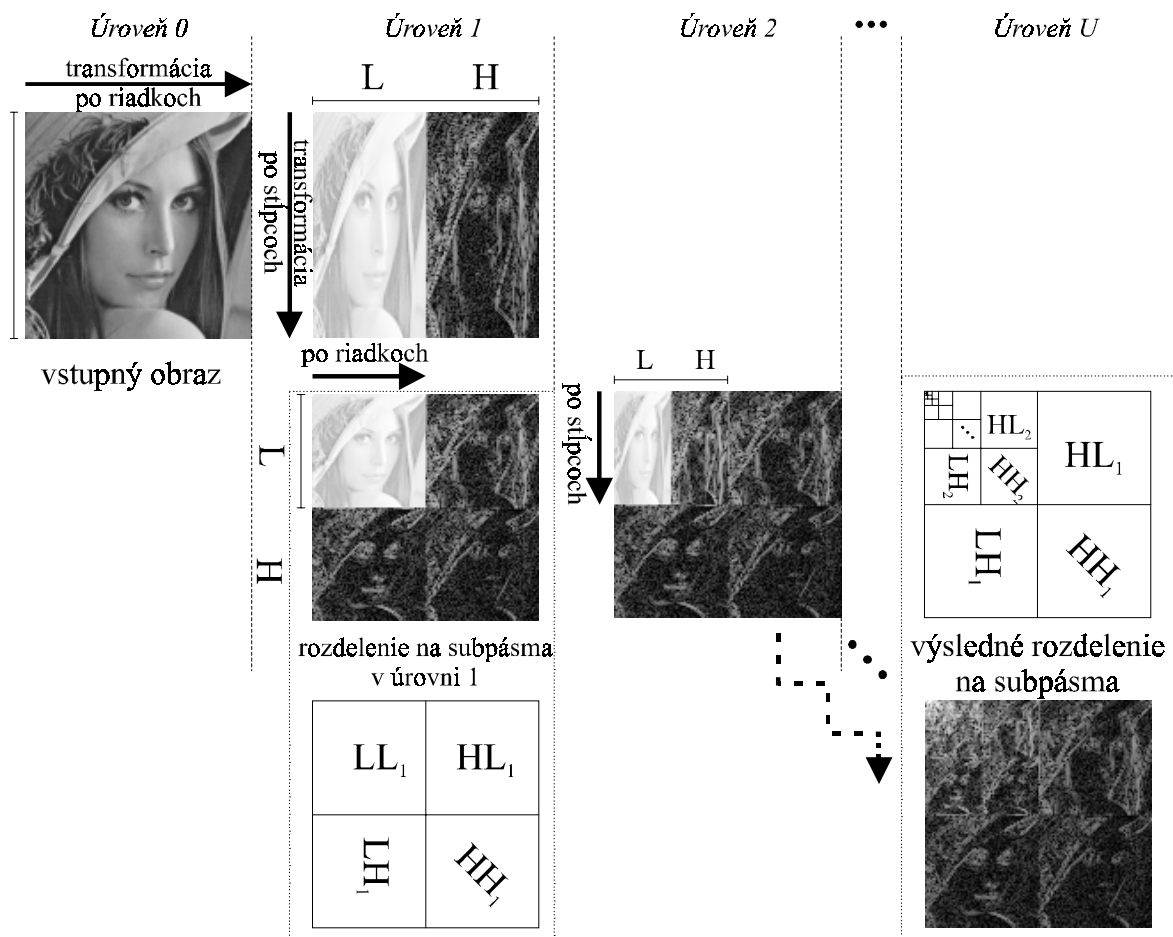 Úroveň 0
Úroveň 1
Úroveň 2
•••
Úroveň U
transformácia
po riadkoch
L
H
transformácia
po stĺpcoch
vstupný obraz
po riadkoch
L
H
L
H
po stĺpcoch
rozdelenie na subpásma
v úrovni 1
LL1
HL1
LH1
HH1
HL2
LH2
HH2
HL1
LH1
HH1
výsledné rozdelenie
na subpásma